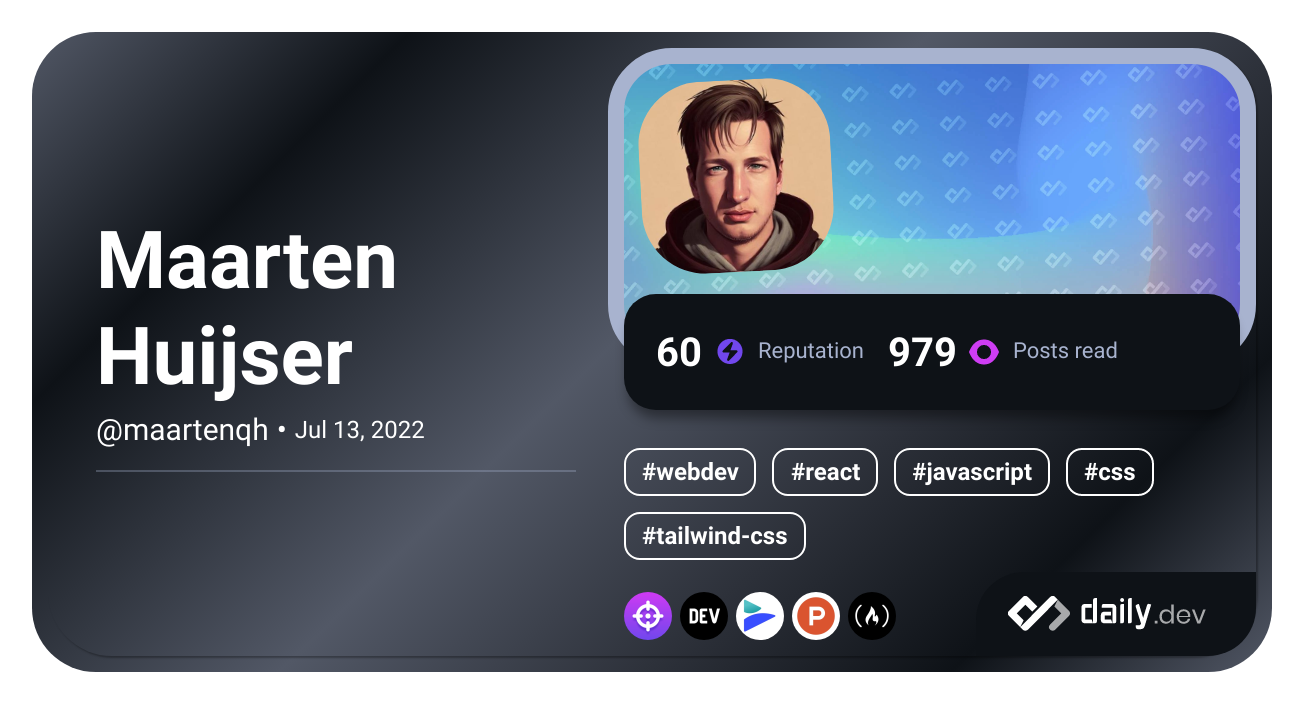 Maarten
Huijser
@maartenqh • Jul 13, 2022
60 Reputation 979 Posts read
#webdev #react #javascript #css
#tailwind-css
DEV P
daily.dev